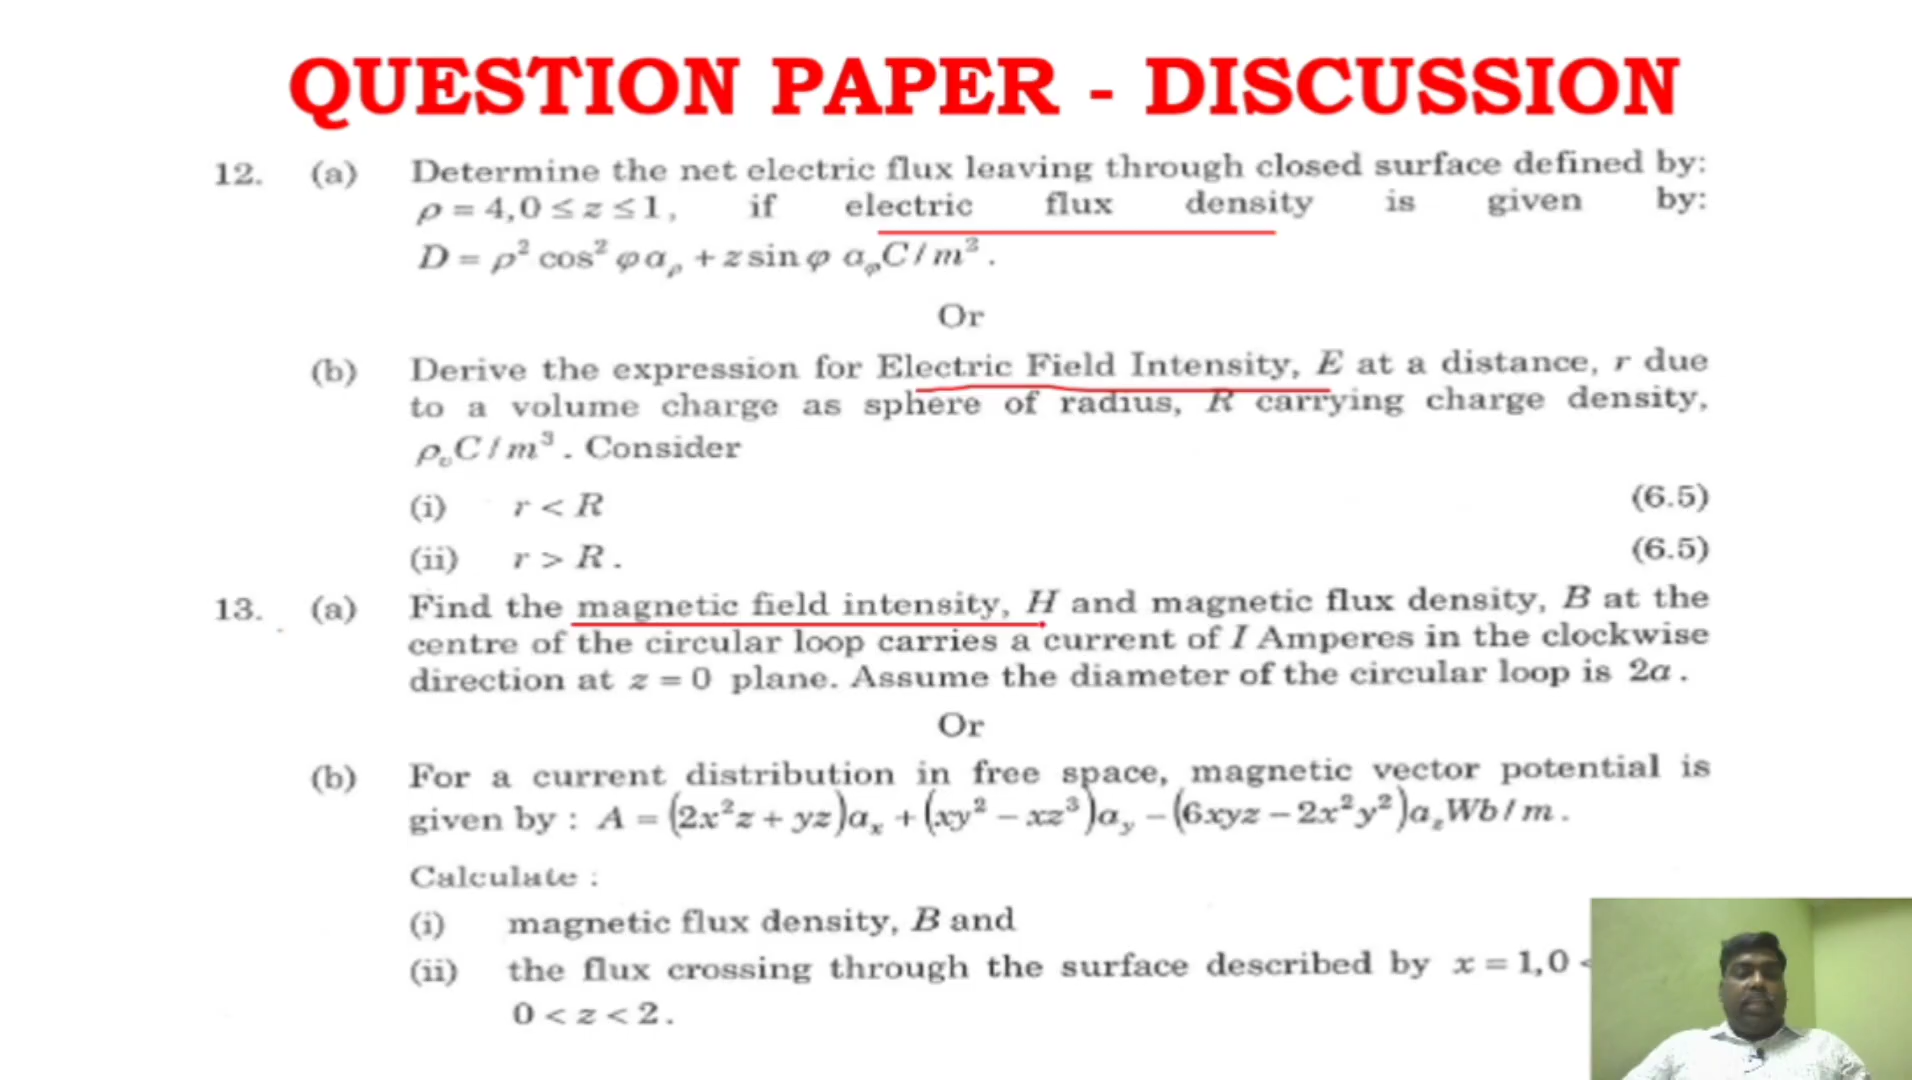 QUESTION PAPER - DISCUSSION
12. (a) Determine the net electric flux leaving through closed surface defined by:
ρ = 4, 0 ≤ z ≤ 1, if electric flux density is given by:
D = ρ² cos² φ a_ρ + z sin φ a_φ C/m².
Or
(b) Derive the expression for Electric Field Intensity, E at a distance, r due
to a volume charge as sphere of radius, R carrying charge density,
ρ_v C/m³. Consider
(i) r < R (6.5)
(ii) r > R. (6.5)
13. (a) Find the magnetic field intensity, H and magnetic flux density, B at the
centre of the circular loop carries a current of I Amperes in the clockwise
direction at z = 0 plane. Assume the diameter of the circular loop is 2a.
Or
(b) For a current distribution in free space, magnetic vector potential is
given by : A = (2x²z + yz)a_x + (xy² − xz³)a_y − (6xyz − 2x²y²)a_z Wb/m.
Calculate :
(i) magnetic flux density, B and
(ii) the flux crossing through the surface described by x = 1, 0 <
0 < z < 2.